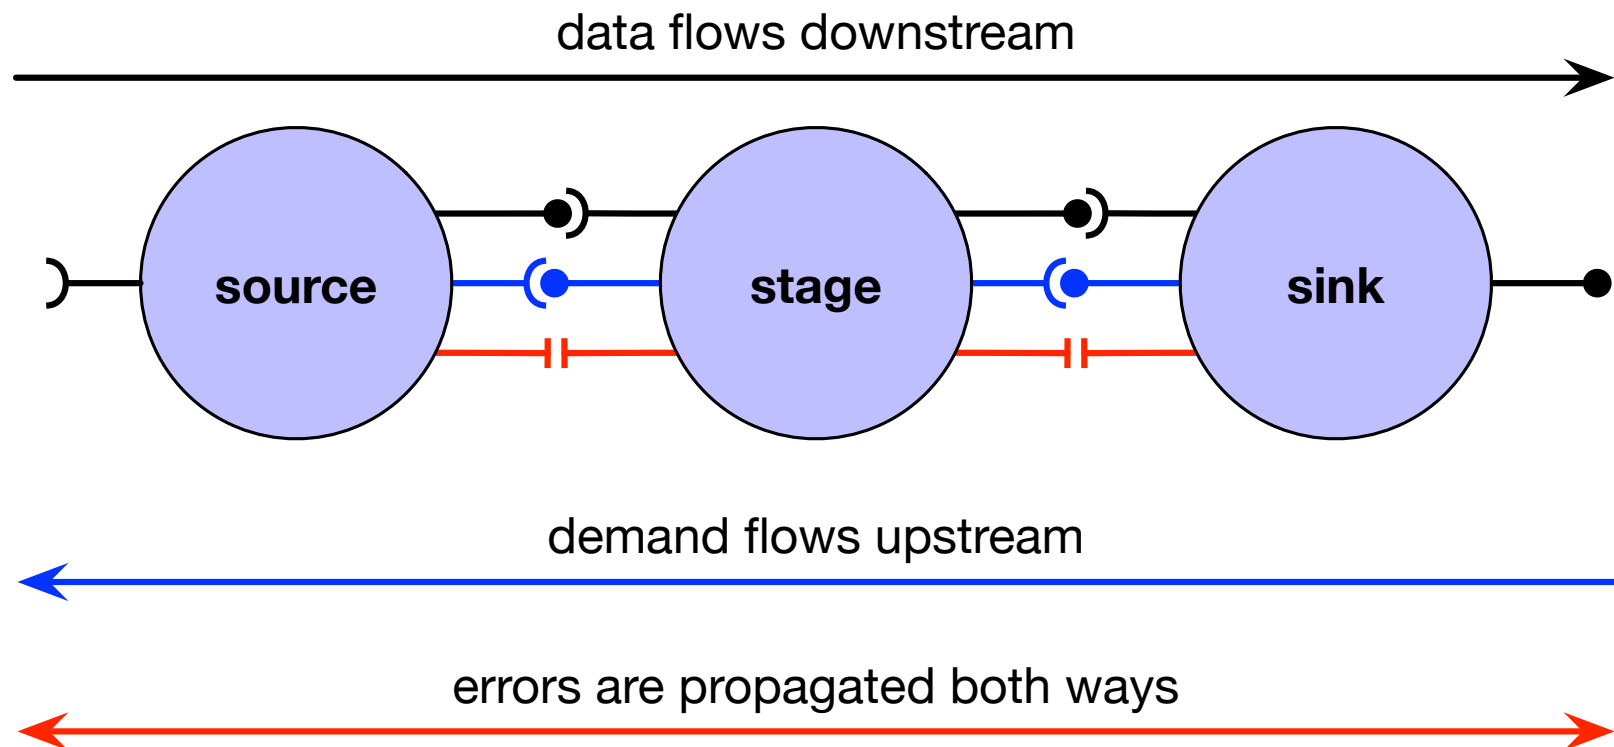 data flows downstream
source
stage
sink
demand flows upstream
errors are propagated both ways